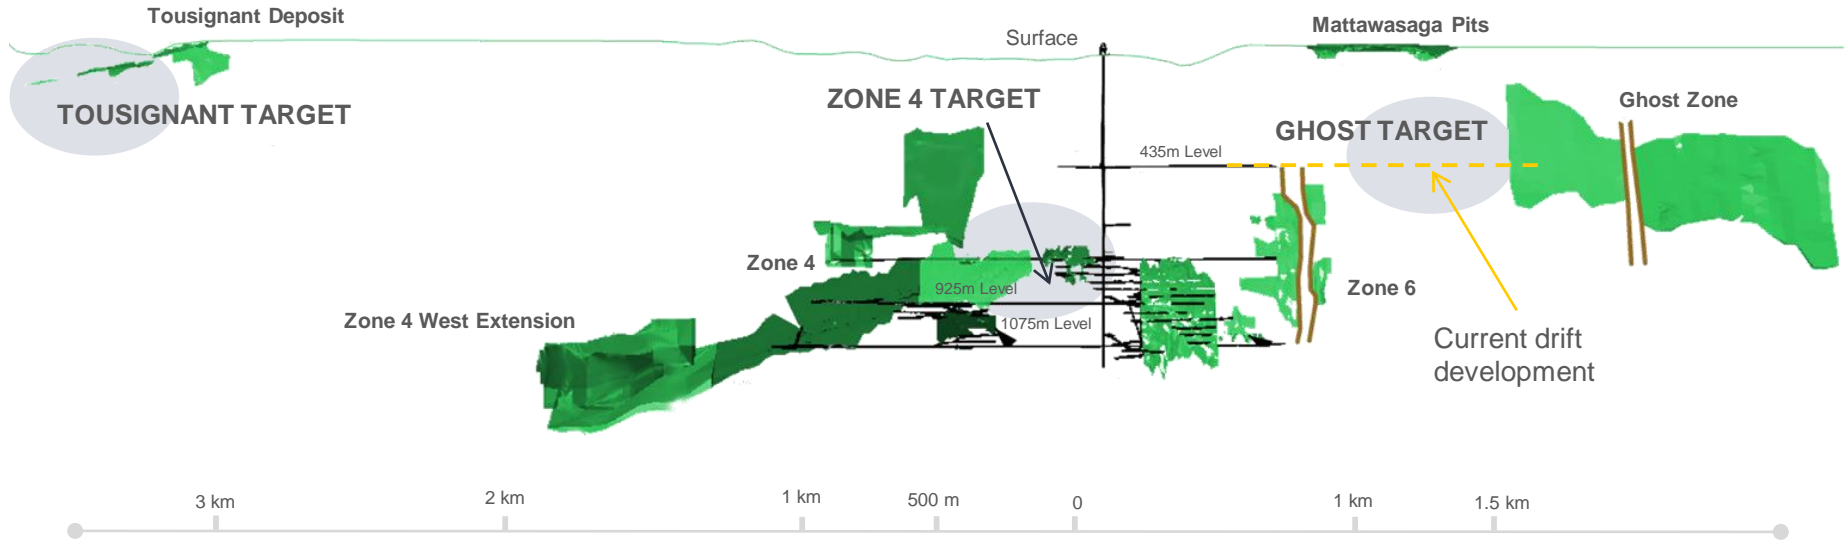 Tousignant Deposit
Surface
Mattawasaga Pits
TOUSIGNANT TARGET
ZONE 4 TARGET
GHOST TARGET
Ghost Zone
435m Level
Zone 4
925m Level
Zone 6
Zone 4 West Extension
1075m Level
Current drift
development
3 km
2 km
1 km
500 m
0
1 km
1.5 km